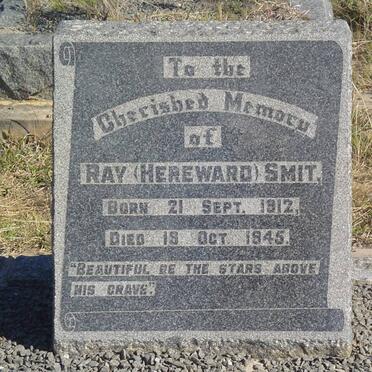 To the
Cherished Memory
of
RAY (HEREWARD) SMIT.
BORN 21 SEPT. 1912.
DIED 19 OCT. 1945.
"BEAUTIFUL BE THE STARS ABOVE
HIS GRAVE".